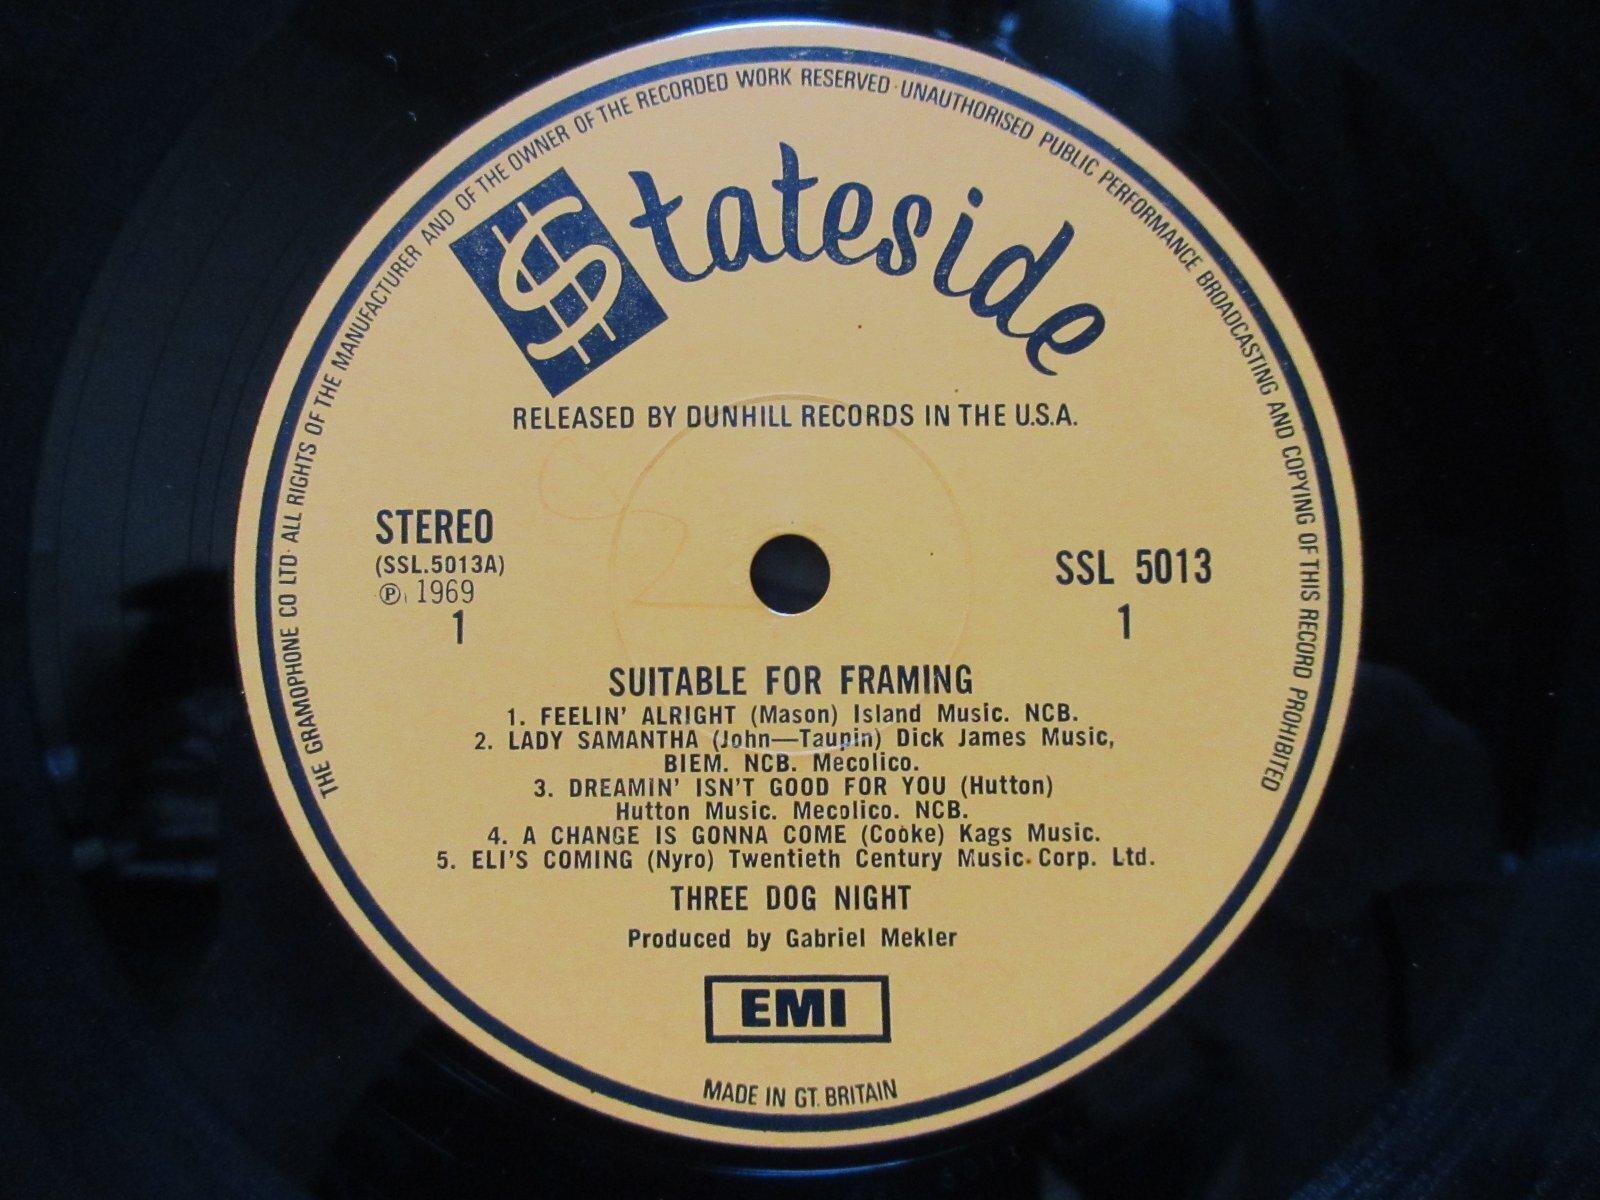 THE GRAMOPHONE CO LTD· ALL RIGHTS OF THE MANUFACTURER AND OF THE OWNER OF THE RECORDED WORK RESERVED · UNAUTHORISED PUBLIC PERFORMANCE BROADCASTING AND COPYING OF THIS RECORD PROHIBITED
Stateside
RELEASED BY DUNHILL RECORDS IN THE U.S.A.
STEREO
(SSL.5013A)
℗ 1969
1
SSL 5013
1
SUITABLE FOR FRAMING
1. FEELIN' ALRIGHT (Mason) Island Music. NCB.
2. LADY SAMANTHA (John—Taupin) Dick James Music,
BIEM. NCB. Mecolico.
3. DREAMIN' ISN'T GOOD FOR YOU (Hutton)
Hutton Music. Mecolico. NCB.
4. A CHANGE IS GONNA COME (Cooke) Kags Music.
5. ELI'S COMING (Nyro) Twentieth Century Music Corp. Ltd.
THREE DOG NIGHT
Produced by Gabriel Mekler
EMI
MADE IN GT. BRITAIN